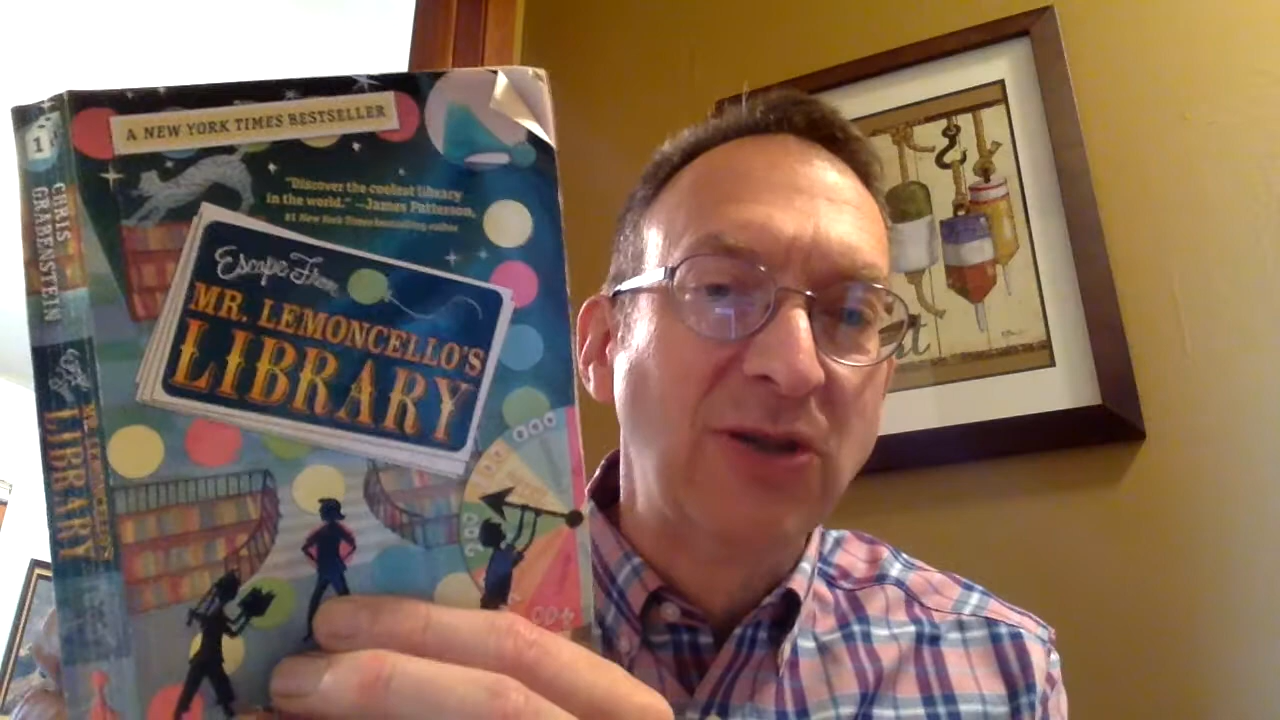 A NEW YORK TIMES BESTSELLER
"Discover the coolest library
in the world." —James Patterson,
#1 New York Times bestselling author
Escape From
MR. LEMONCELLO'S
LIBRARY
1
CHRIS
GRABENSTEIN
MR. LEMONCELLO'S
LIBRARY